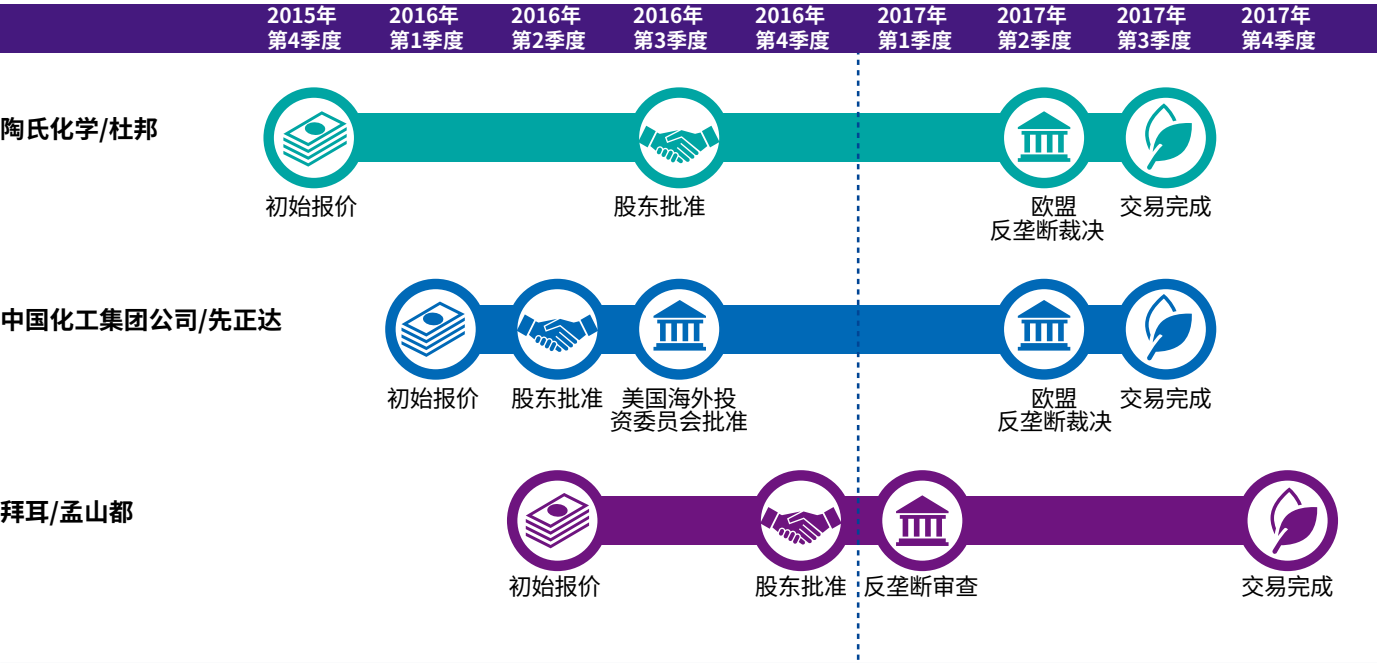 2015年 2016年 2016年 2016年 2016年 2017年 2017年 2017年 2017年
第4季度 第1季度 第2季度 第3季度 第4季度 第1季度 第2季度 第3季度 第4季度
陶氏化学/杜邦
初始报价 股东批准 欧盟 交易完成
反垄断裁决
中国化工集团公司/先正达
初始报价 股东批准 美国海外投 欧盟 交易完成
资委员会批准 反垄断裁决
拜耳/孟山都
初始报价 股东批准 反垄断审查 交易完成